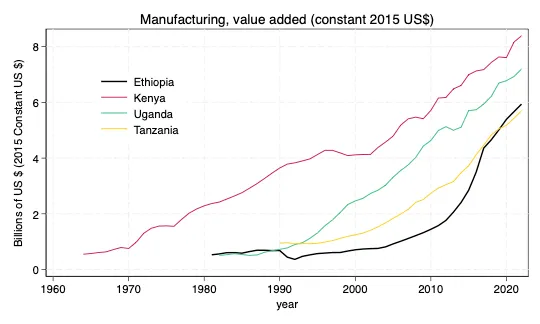 Manufacturing, value added (constant 2015 US$)
Billions of US $ (2015 Constant US $)
8
6
4
2
0
Ethiopia
Kenya
Uganda
Tanzania
1960 1970 1980 1990 2000 2010 2020
year